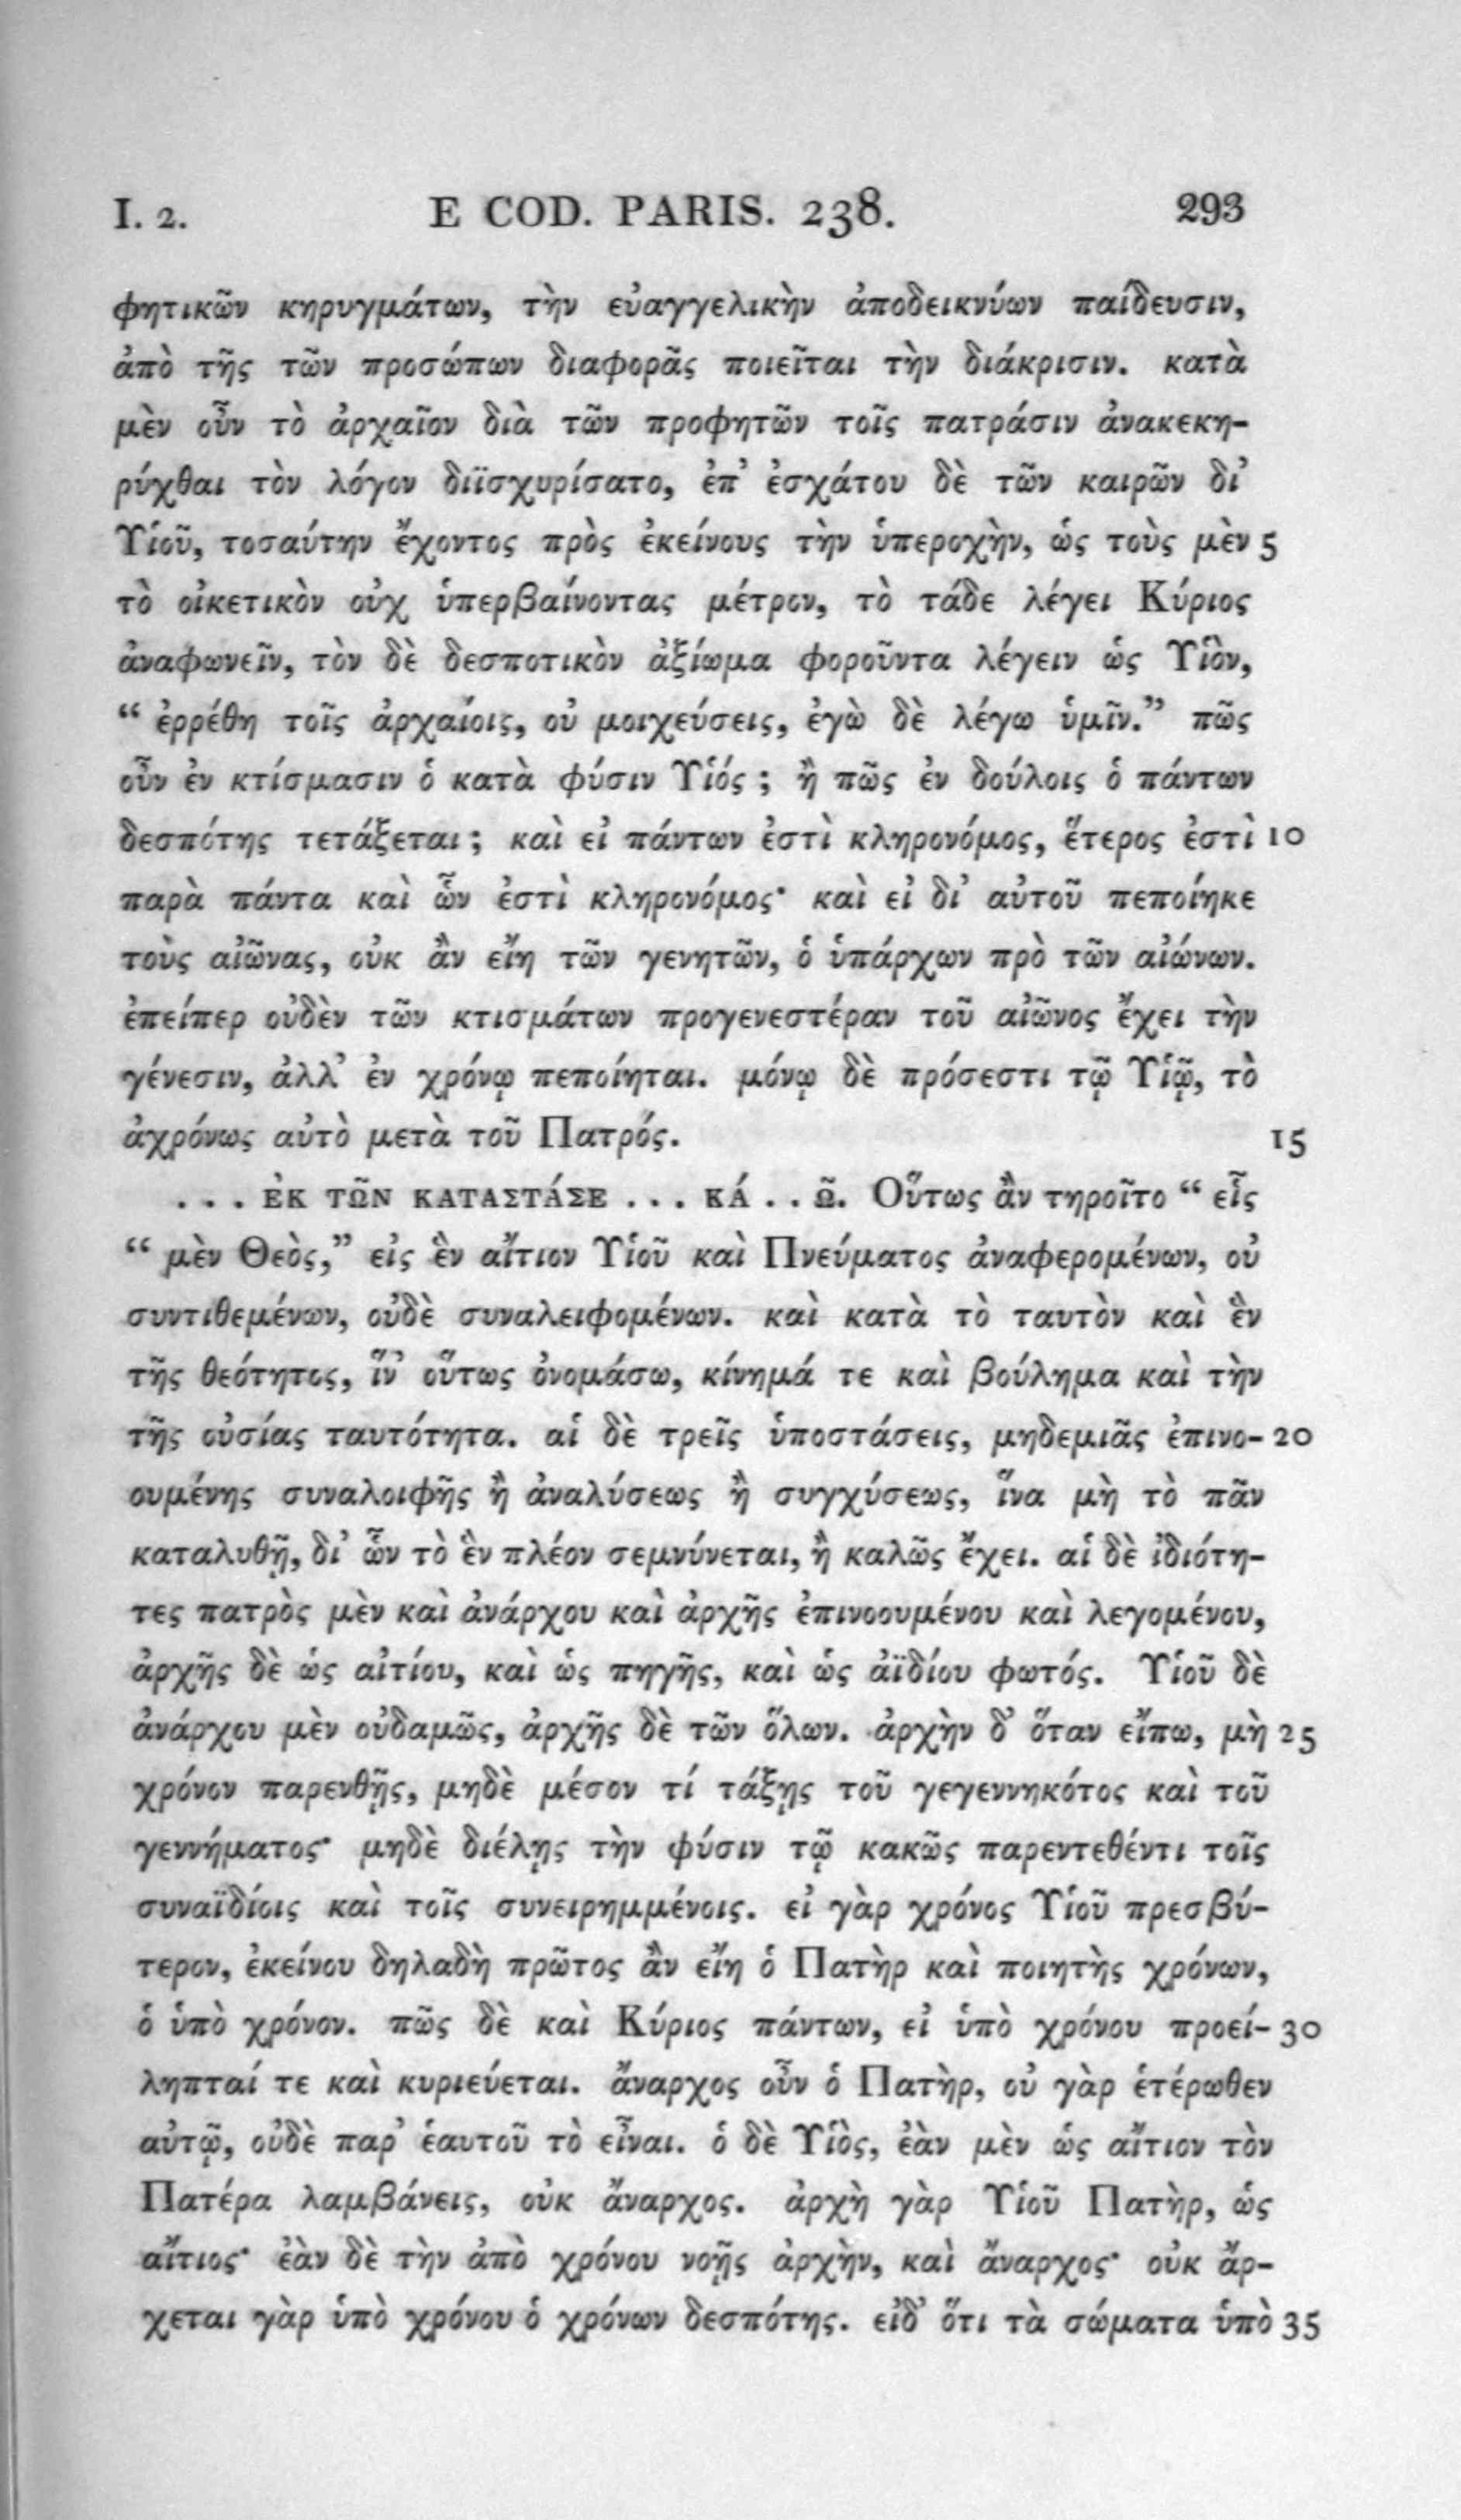 I. 2. E COD. PARIS. 238. 293
φητικῶν κηρυγμάτων, τὴν εὐαγγελικὴν ἀποδεικνύων παίδευσιν,
ἀπὸ τῆς τῶν προσώπων διαφορᾶς ποιεῖται τὴν διάκρισιν. κατὰ
μὲν οὖν τὸ ἀρχαῖον διὰ τῶν προφητῶν τοῖς πατράσιν ἀνακεκη-
ρύχθαι τὸν λόγον διϊσχυρίσατο, ἐπ’ ἐσχάτου δὲ τῶν καιρῶν δι’
Υἱοῦ, τοσαύτην ἔχοντος πρὸς ἐκείνους τὴν ὑπεροχὴν, ὡς τοὺς μὲν 5
τὸ οἰκετικὸν οὐχ ὑπερβαίνοντας μέτρον, τὸ τάδε λέγει Κύριος
ἀναφωνεῖν, τὸν δὲ δεσποτικὸν ἀξίωμα φοροῦντα λέγειν ὡς Υἱὸν,
“ ἐρρέθη τοῖς ἀρχαίοις, οὐ μοιχεύσεις, ἐγὼ δὲ λέγω ὑμῖν.” πῶς
οὖν ἐν κτίσμασιν ὁ κατὰ φύσιν Υἱός ; ἢ πῶς ἐν δούλοις ὁ πάντων
δεσπότης τετάξεται ; καὶ εἰ πάντων ἐστὶ κληρονόμος, ἕτερος ἐστὶ 10
παρὰ πάντα καὶ ὧν ἐστὶ κληρονόμος· καὶ εἰ δι’ αὐτοῦ πεποίηκε
τοὺς αἰῶνας, οὐκ ἂν εἴη τῶν γενητῶν, ὁ ὑπάρχων πρὸ τῶν αἰώνων.
ἐπείπερ οὐδὲν τῶν κτισμάτων προγενεστέραν τοῦ αἰῶνος ἔχει τὴν
γένεσιν, ἀλλ’ ἐν χρόνῳ πεποίηται. μόνῳ δὲ πρόσεστι τῷ Υἱῷ, τὸ
ἀχρόνως αὐτὸ μετὰ τοῦ Πατρός. 15
. . . ἘΚ ΤΩ͂Ν ΚΑΤΑΣΤΆΣΕ . . . ΚΆ . . Ω͂. Οὕτως ἂν τηροῖτο “ εἷς
“ μὲν Θεὸς,” εἰς ἓν αἴτιον Υἱοῦ καὶ Πνεύματος ἀναφερομένων, οὐ
συντιθεμένων, οὐδὲ συναλειφομένων. καὶ κατὰ τὸ ταυτὸν καὶ ἓν
τῆς θεότητος, ἵν’ οὕτως ὀνομάσω, κίνημά τε καὶ βούλημα καὶ τὴν
τῆς οὐσίας ταυτότητα. αἱ δὲ τρεῖς ὑποστάσεις, μηδεμιᾶς ἐπινο- 20
ουμένης συναλοιφῆς ἢ ἀναλύσεως ἢ συγχύσεως, ἵνα μὴ τὸ πᾶν
καταλυθῇ, δι’ ὧν τὸ ἓν πλέον σεμνύνεται, ἢ καλῶς ἔχει. αἱ δὲ ἰδιότη-
τες πατρὸς μὲν καὶ ἀνάρχου καὶ ἀρχῆς ἐπινοουμένου καὶ λεγομένου,
ἀρχῆς δὲ ὡς αἰτίου, καὶ ὡς πηγῆς, καὶ ὡς ἀϊδίου φωτός. Υἱοῦ δὲ
ἀνάρχου μὲν οὐδαμῶς, ἀρχῆς δὲ τῶν ὅλων. ἀρχὴν δ’ ὅταν εἴπω, μὴ 25
χρόνον παρενθῇς, μηδὲ μέσον τί τάξῃς τοῦ γεγεννηκότος καὶ τοῦ
γεννήματος· μηδὲ διέλῃς τὴν φύσιν τῷ κακῶς παρεντεθέντι τοῖς
συναϊδίοις καὶ τοῖς συνειρημμένοις. εἰ γὰρ χρόνος Υἱοῦ πρεσβύ-
τερον, ἐκείνου δηλαδὴ πρῶτος ἂν εἴη ὁ Πατὴρ καὶ ποιητὴς χρόνων,
ὁ ὑπὸ χρόνον. πῶς δὲ καὶ Κύριος πάντων, εἰ ὑπὸ χρόνου προεί- 30
ληπταί τε καὶ κυριεύεται. ἄναρχος οὖν ὁ Πατὴρ, οὐ γὰρ ἑτέρωθεν
αὐτῷ, οὐδὲ παρ’ ἑαυτοῦ τὸ εἶναι. ὁ δὲ Υἱὸς, ἐὰν μὲν ὡς αἴτιον τὸν
Πατέρα λαμβάνεις, οὐκ ἄναρχος. ἀρχὴ γὰρ Υἱοῦ Πατὴρ, ὡς
αἴτιος· ἐὰν δὲ τὴν ἀπὸ χρόνου νοῇς ἀρχὴν, καὶ ἄναρχος· οὐκ ἄρ-
χεται γὰρ ὑπὸ χρόνου ὁ χρόνων δεσπότης. εἰδ’ ὅτι τὰ σώματα ὑπὸ 35